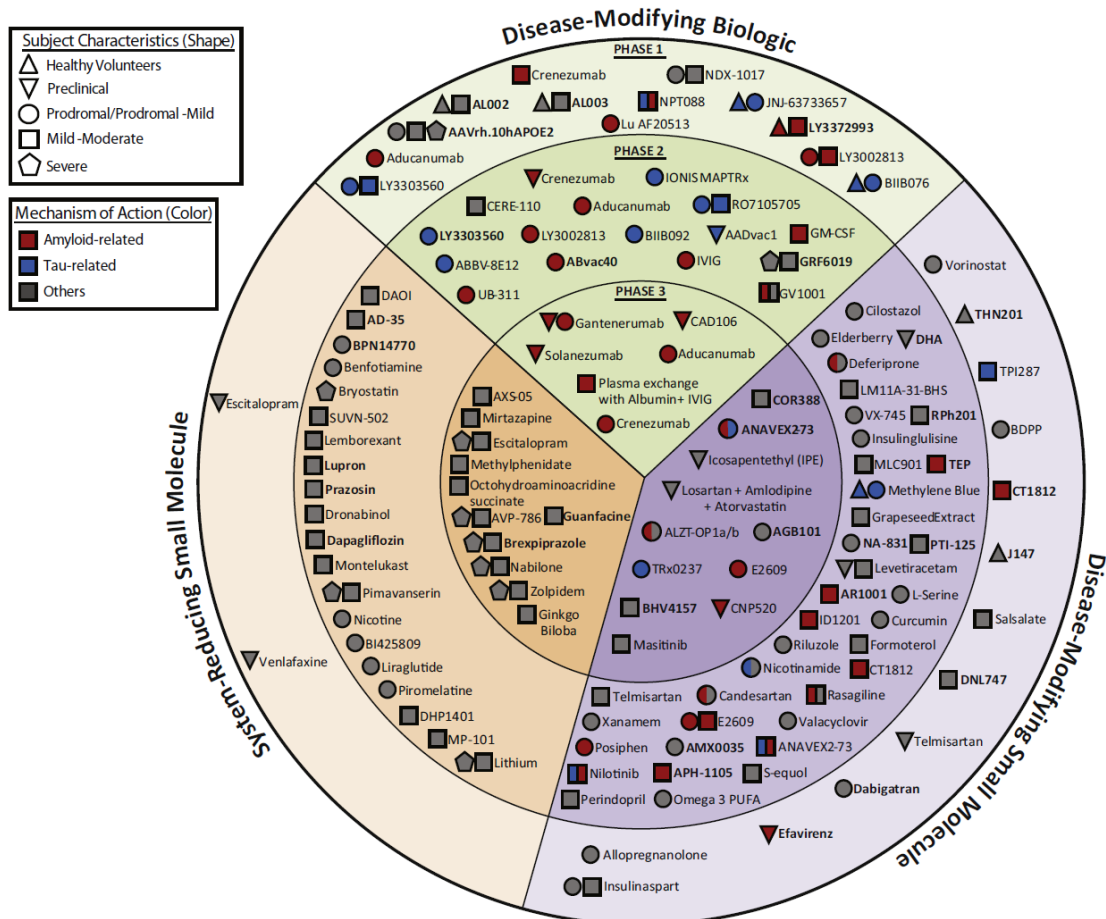 Disease-Modifying Biologic
Subject Characteristics (Shape)
Healthy Volunteers
Preclinical
Prodromal/Prodromal-Mild
Mild-Moderate
Severe
Mechanism of Action (Color)
Amyloid-related
Tau-related
Others
PHASE 1
Crenezumab
NDX-1017
AL002
AL003
NPT088
JNJ-63733657
AAVrh.10hAPOE2
Lu AF20513
LY3372993
Aducanumab
LY3002813
LY3303560
BIIB076
PHASE 2
Crenezumab
IONIS MAPTRx
CERE-110
Aducanumab
RO7105705
LY3303560
LY3002813
BIIB092
AADvac1
GM-CSF
ABBV-8E12
ABvac40
IVIG
GRF6019
UB-311
GV1001
PHASE 3
Gantenerumab
CAD106
Solanezumab
Aducanumab
Plasma exchange
with Albumin+ IVIG
Crenezumab
System-Reducing Small Molecule
Escitalopram
Venlafaxine
DAOI
AD-35
BPN14770
Benfotiamine
Bryostatin
SUVN-502
Lemborexant
Lupron
Prazosin
Dronabinol
Dapagliflozin
Montelukast
Pimavanserin
Nicotine
BI425809
Liraglutide
Piromelatine
DHP1401
MP-101
Lithium
AXS-05
Mirtazapine
Escitalopram
Methylphenidate
Octohydroaminoacridine
succinate
AVP-786
Guanfacine
Brexpiprazole
Nabilone
Zolpidem
Ginkgo
Biloba
COR388
ANAVEX2-73
Icosapentethyl (IPE)
Losartan + Amlodipine
+ Atorvastatin
ALZT-OP1a/b
AGB101
TRx0237
E2609
BHV4157
CNP520
Masitinib
Cilostazol
Elderberry
DHA
Deferiprone
LM11A-31-BHS
VX-745
RPh201
Insulinglulisine
MLC901
TEP
Methylene Blue
GrapeseedExtract
NA-831
PTI-125
Levetiracetam
AR1001
L-Serine
ID1201
Curcumin
Riluzole
Formoterol
Nicotinamide
CT1812
Telmisartan
Candesartan
Rasagiline
Xanamem
E2609
Valacyclovir
Posiphen
AMX0035
ANAVEX2-73
Nilotinib
APH-1105
S-equol
Perindopril
Omega 3 PUFA
Vorinostat
THN201
TPI287
BDPP
CT1812
J147
Salsalate
DNL747
Telmisartan
Dabigatran
Efavirenz
Allopregnanolone
Insulinaspart
Disease-Modifying Small Molecule